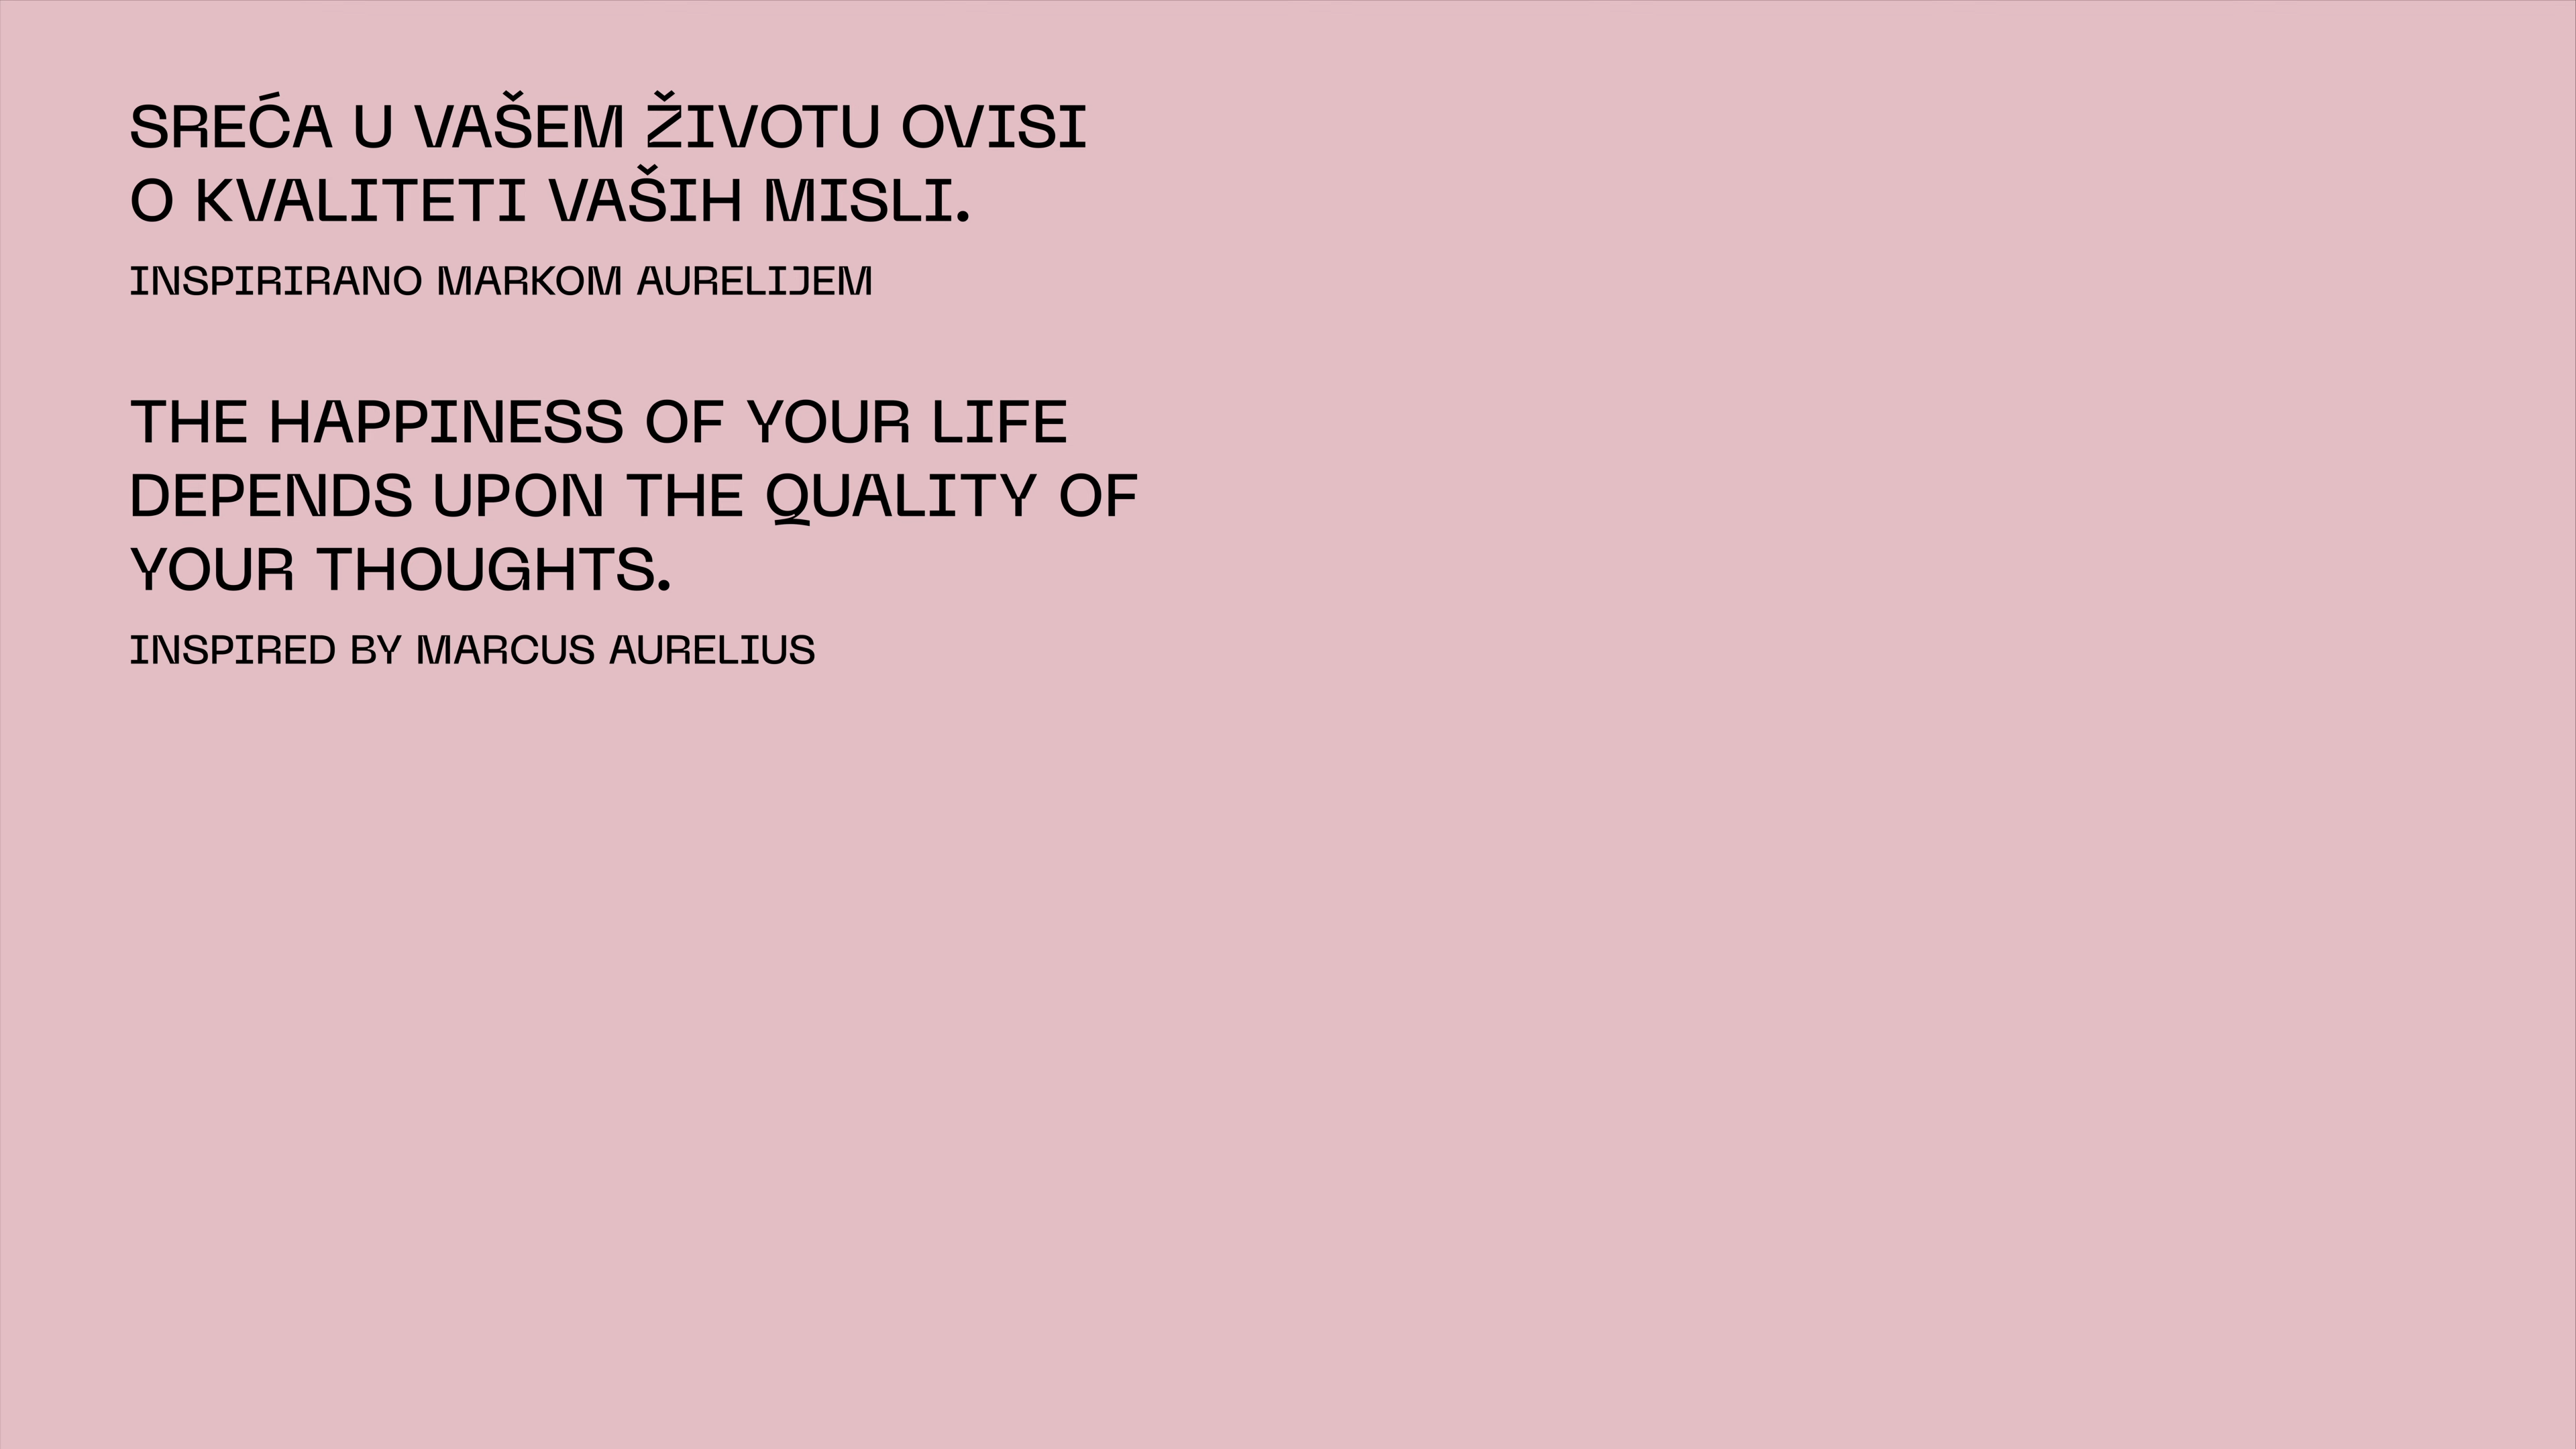 SREĆA U VAŠEM ŽIVOTU OVISI
O KVALITETI VAŠIH MISLI.
INSPIRIRANO MARKOM AURELIJEM
THE HAPPINESS OF YOUR LIFE
DEPENDS UPON THE QUALITY OF
YOUR THOUGHTS.
INSPIRED BY MARCUS AURELIUS